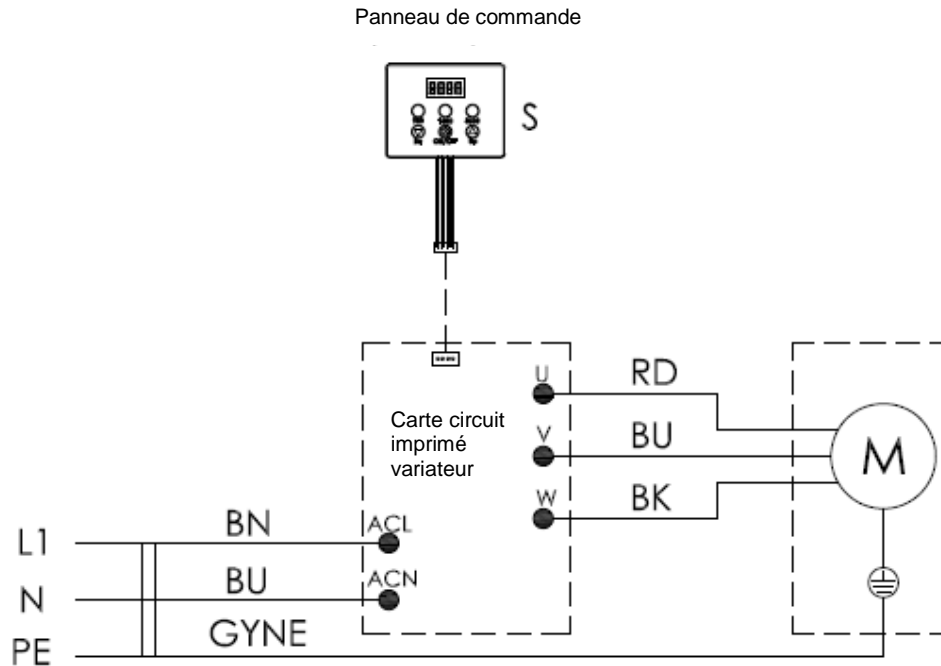 Panneau de commande
S
U
RD
Carte circuit
imprimé
variateur
V
BU
M
W
BK
L1
BN
ACL
N
BU
ACN
PE
GYNE